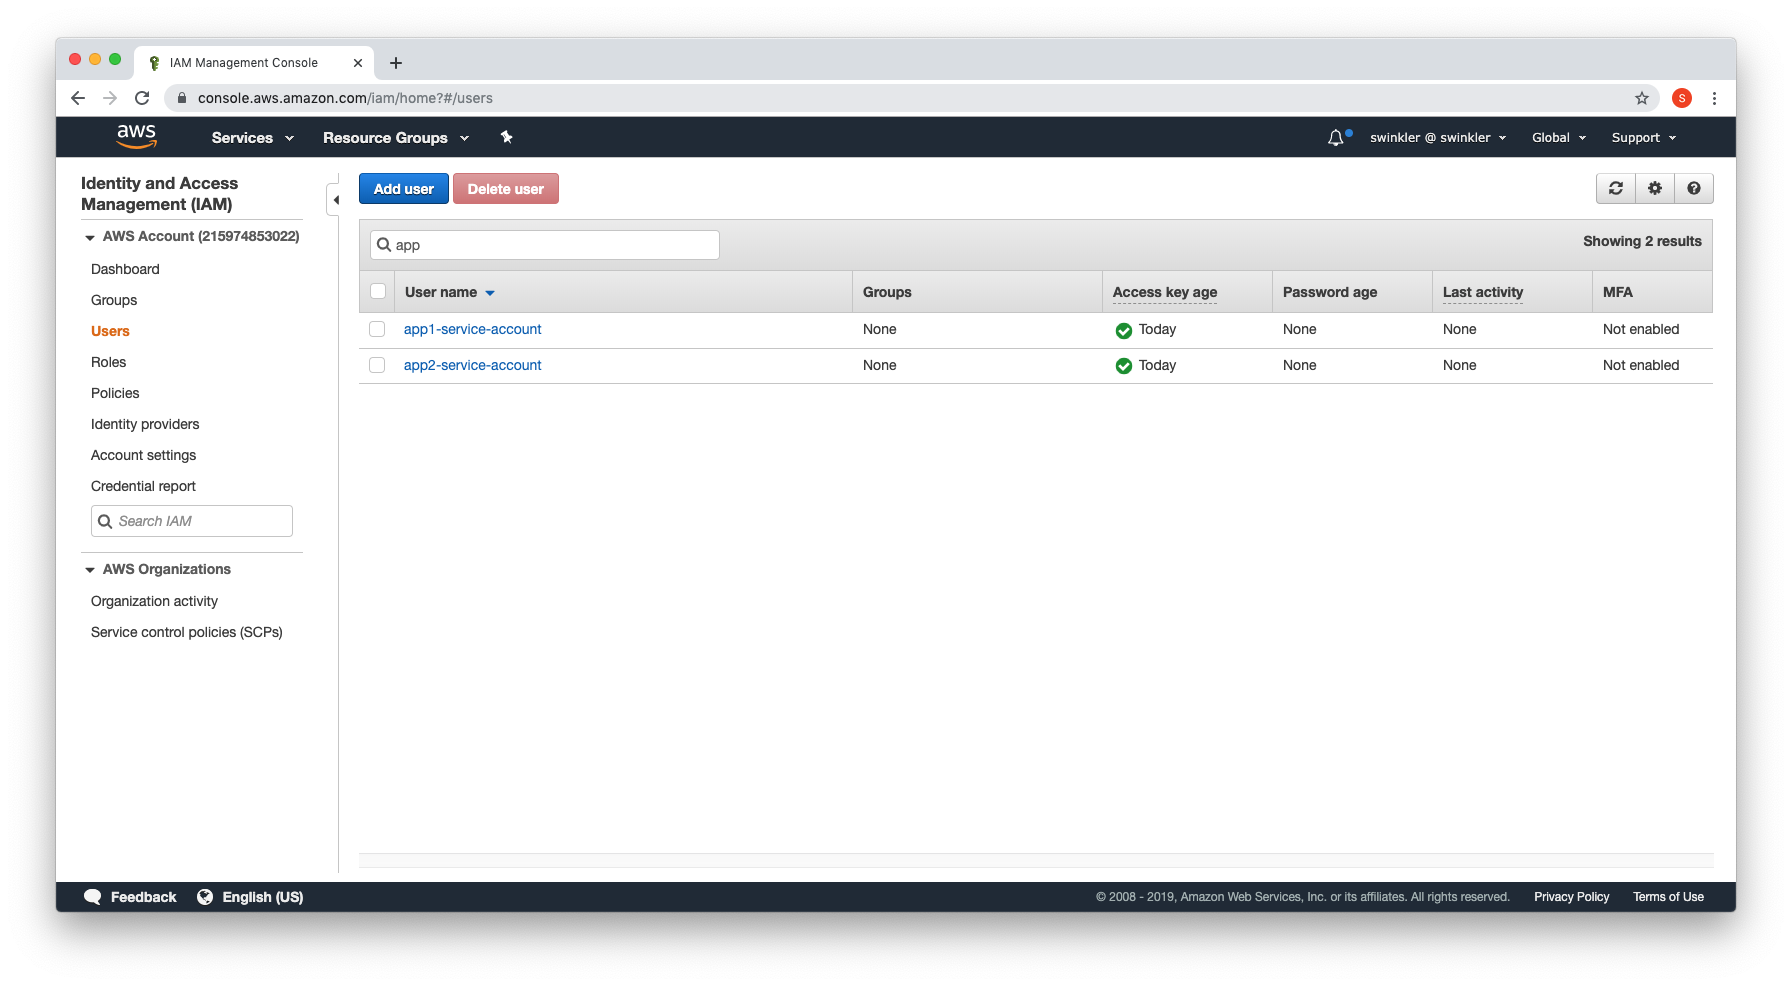 IAM Management Console
console.aws.amazon.com/iam/home?#/users
S
aws
Services
Resource Groups
swinkler @ swinkler
Global
Support
Identity and Access
Management (IAM)
AWS Account (215974853022)
Dashboard
Groups
Users
Roles
Policies
Identity providers
Account settings
Credential report
Search IAM
AWS Organizations
Organization activity
Service control policies (SCPs)
Add user
Delete user
app
Showing 2 results
User name Groups Access key age Password age Last activity MFA
app1-service-account None Today None None Not enabled
app2-service-account None Today None None Not enabled
Feedback
English (US)
© 2008 - 2019, Amazon Web Services, Inc. or its affiliates. All rights reserved.
Privacy Policy
Terms of Use